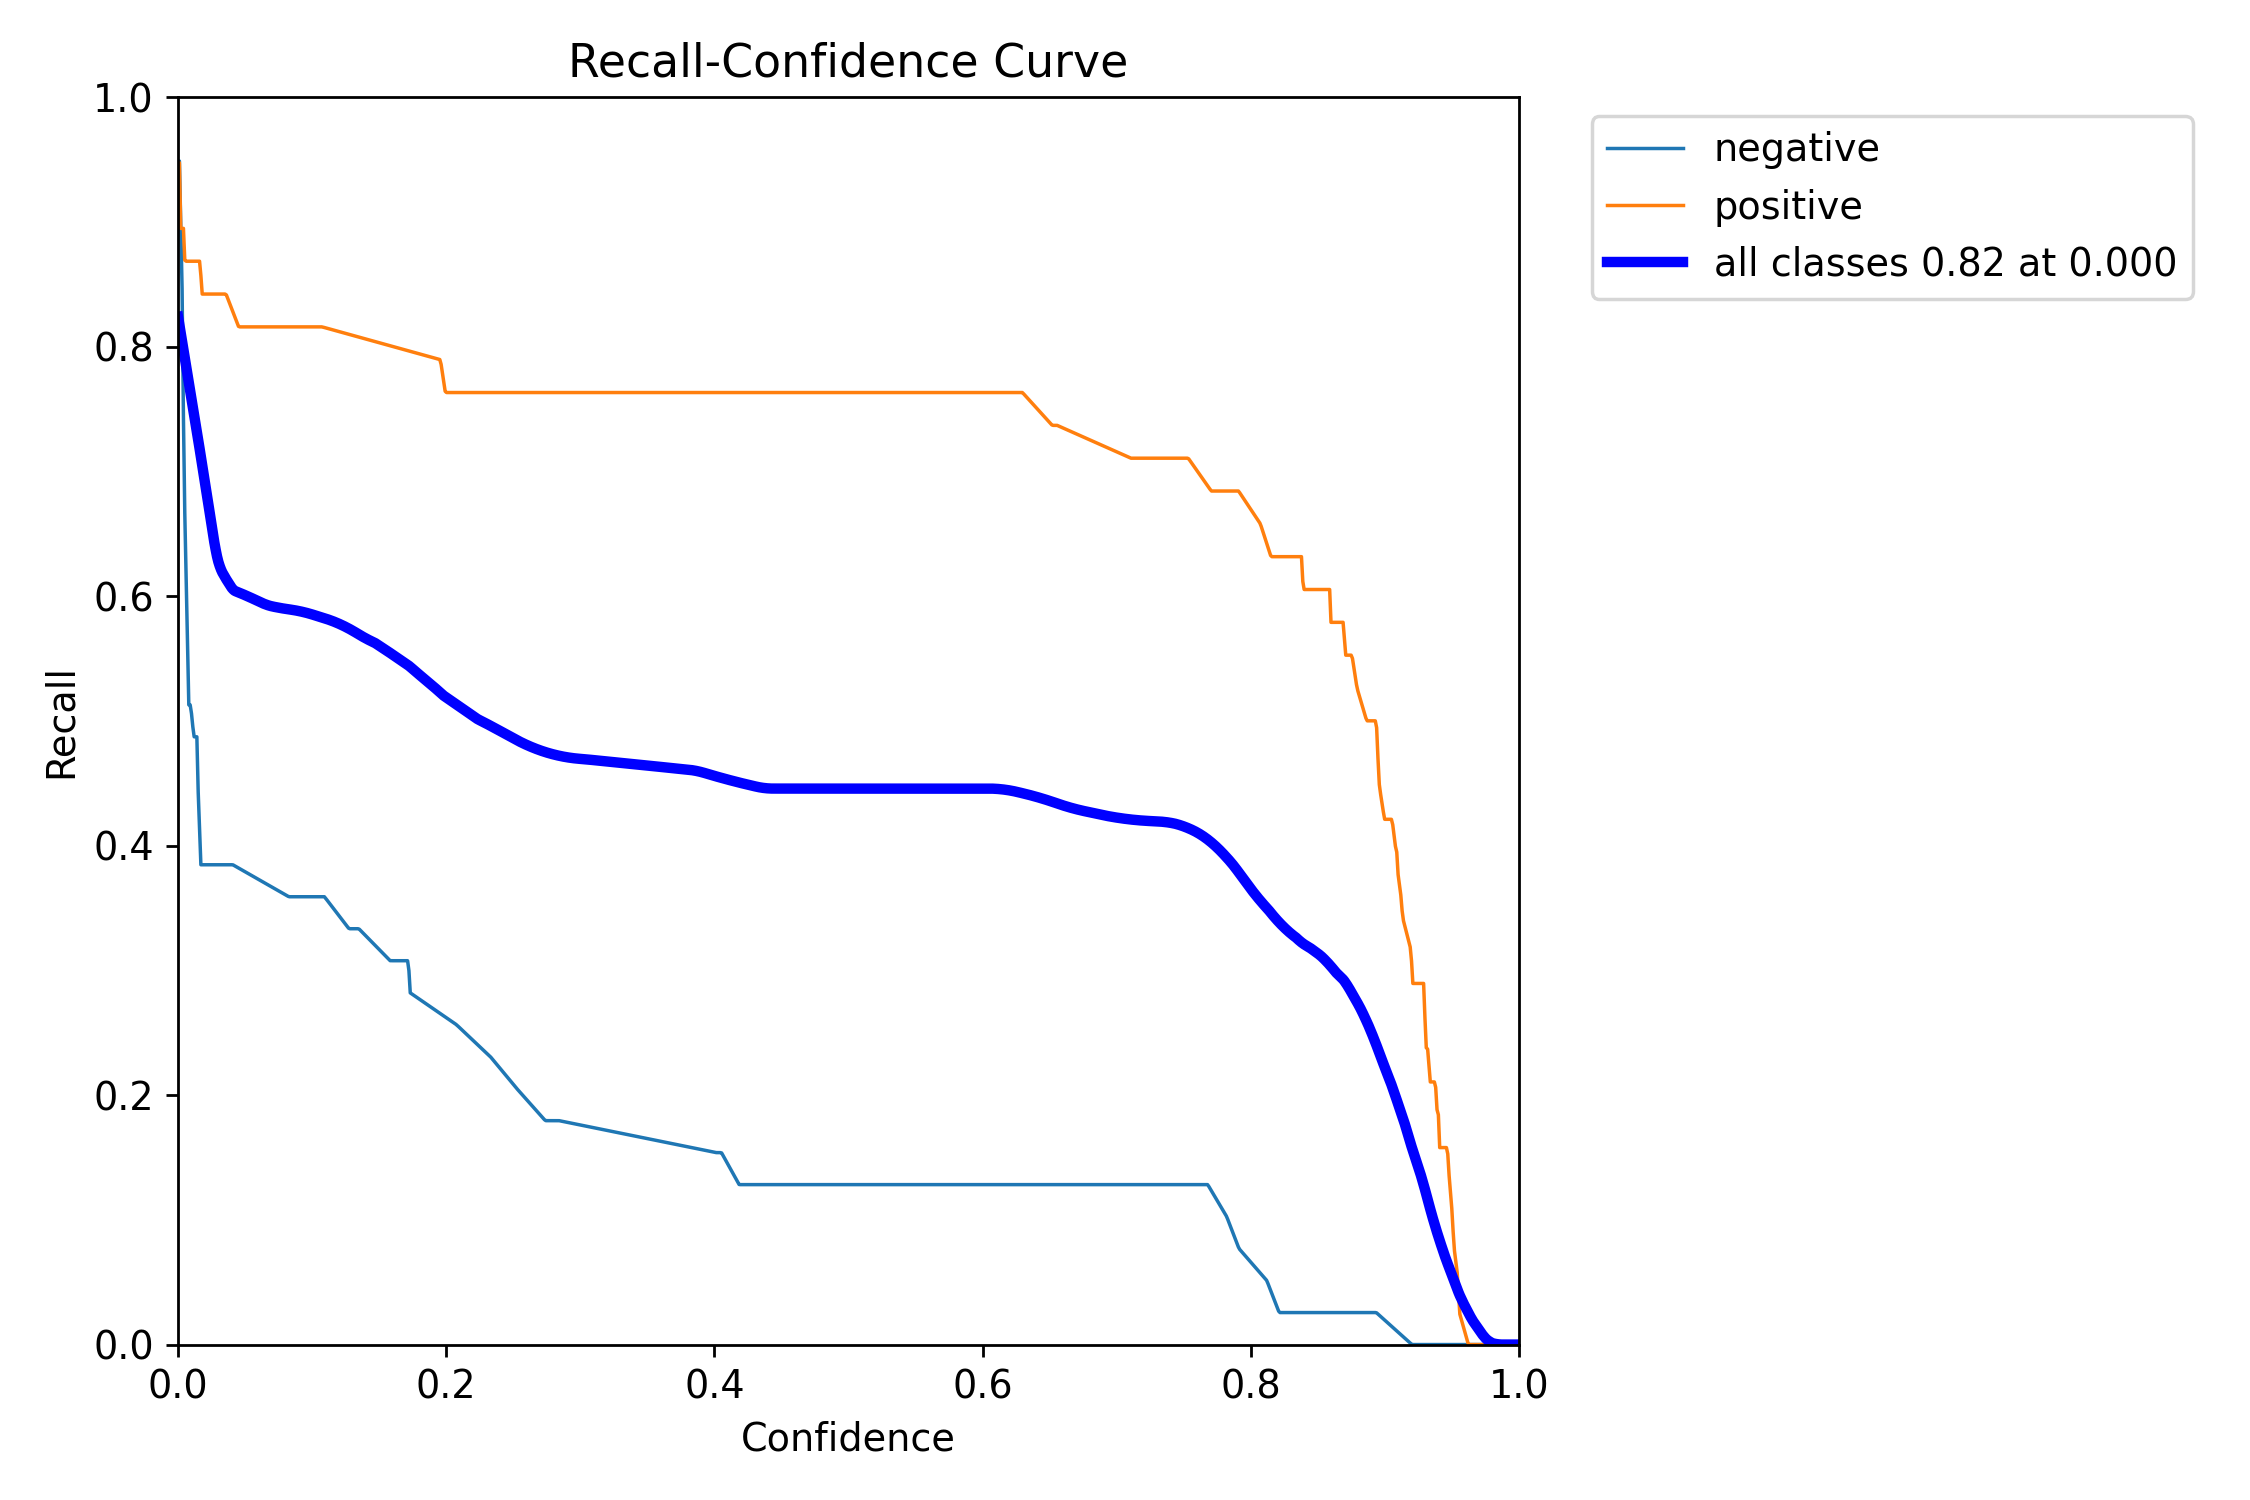 Recall-Confidence Curve
1.0
0.8
0.6
0.4
0.2
0.0
Recall
0.0 0.2 0.4 0.6 0.8 1.0
Confidence
negative
positive
all classes 0.82 at 0.000